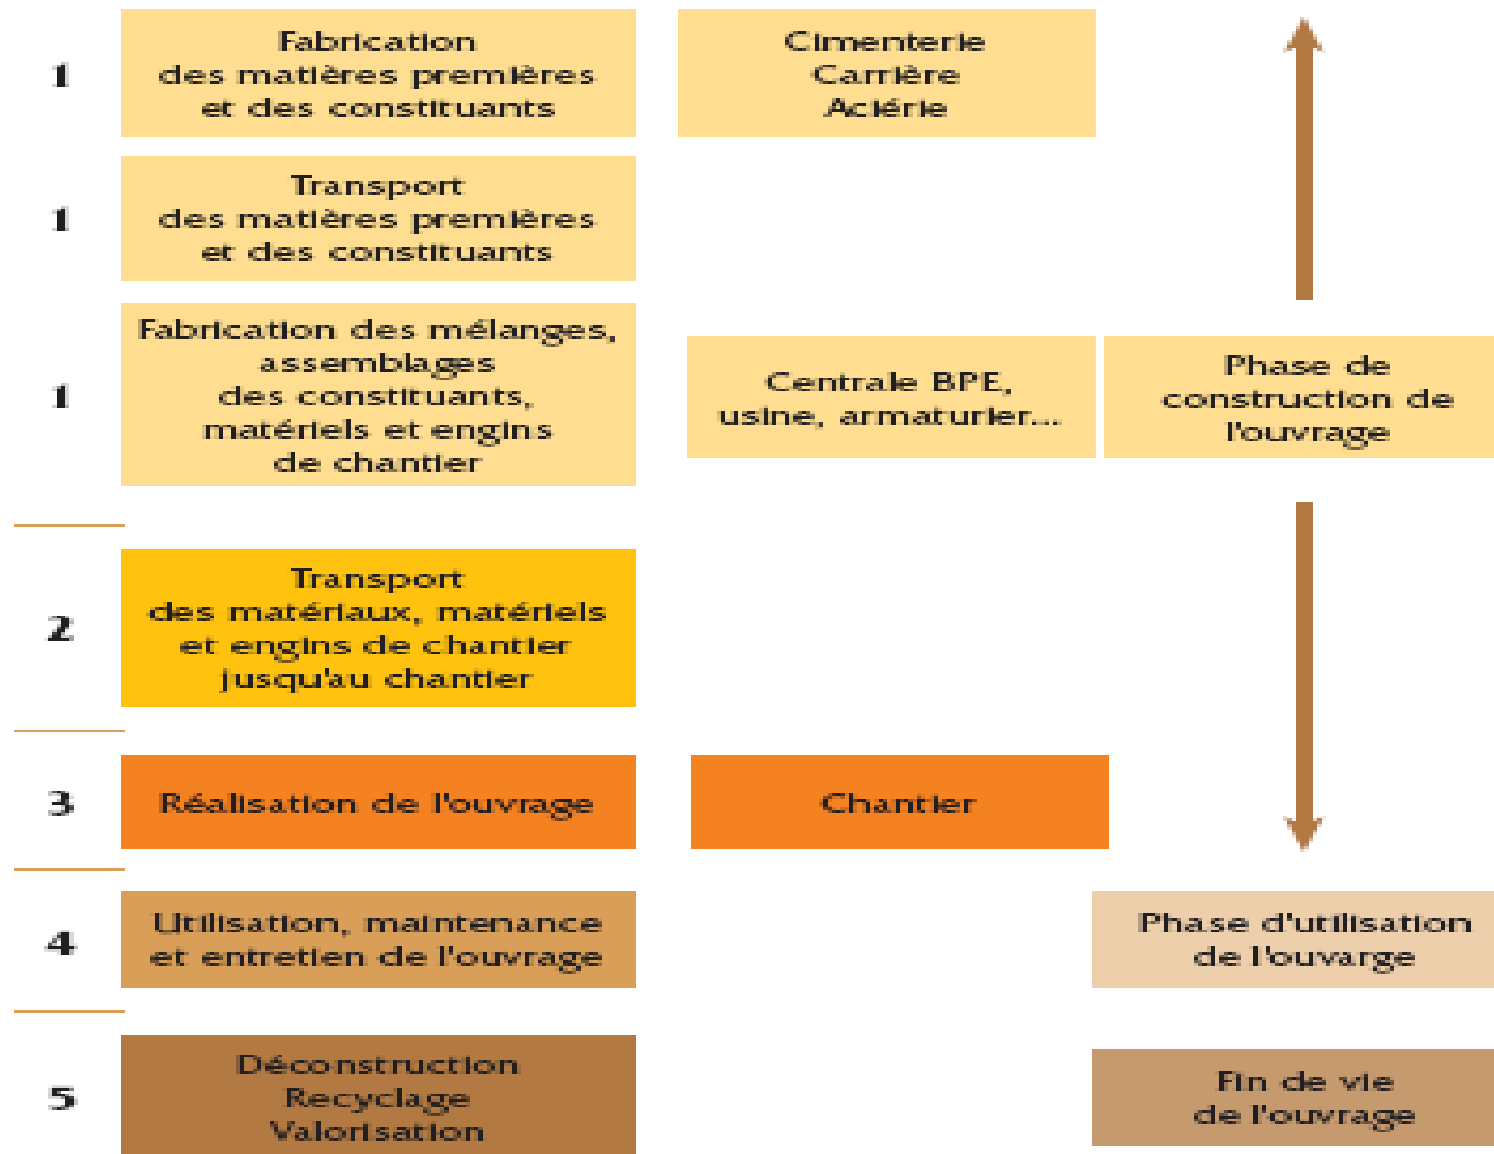 1
Fabrication
des matières premières
et des constituants
Cimenterie
Carrière
Aciérie
1
Transport
des matières premières
et des constituants
1
Fabrication des mélanges,
assemblages
des constituants,
matériels et engins
de chantier
Centrale BPE,
usine, armaturier...
Phase de
construction de
l'ouvrage
2
Transport
des matériaux, matériels
et engins de chantier
jusqu'au chantier
3
Réalisation de l'ouvrage
Chantier
4
Utilisation, maintenance
et entretien de l'ouvrage
Phase d'utilisation
de l'ouvarge
5
Déconstruction
Recyclage
Valorisation
Fin de vie
de l'ouvrage